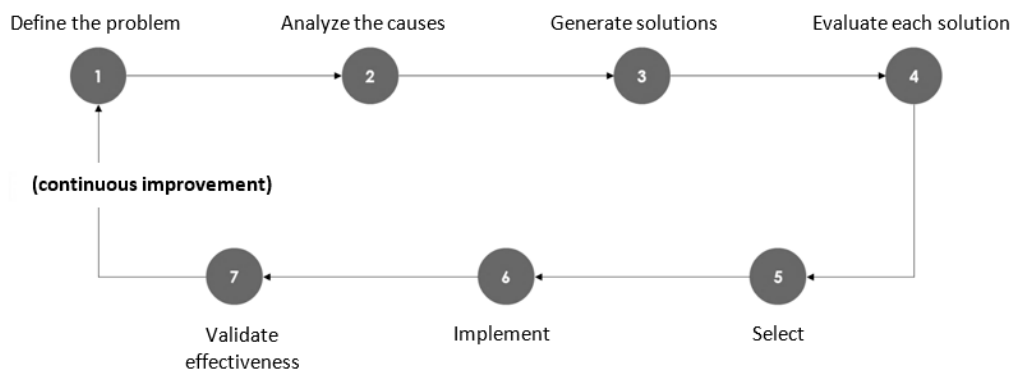 Define the problem
Analyze the causes
Generate solutions
Evaluate each solution
1
2
3
4
(continuous improvement)
7
6
5
Validate
effectiveness
Implement
Select